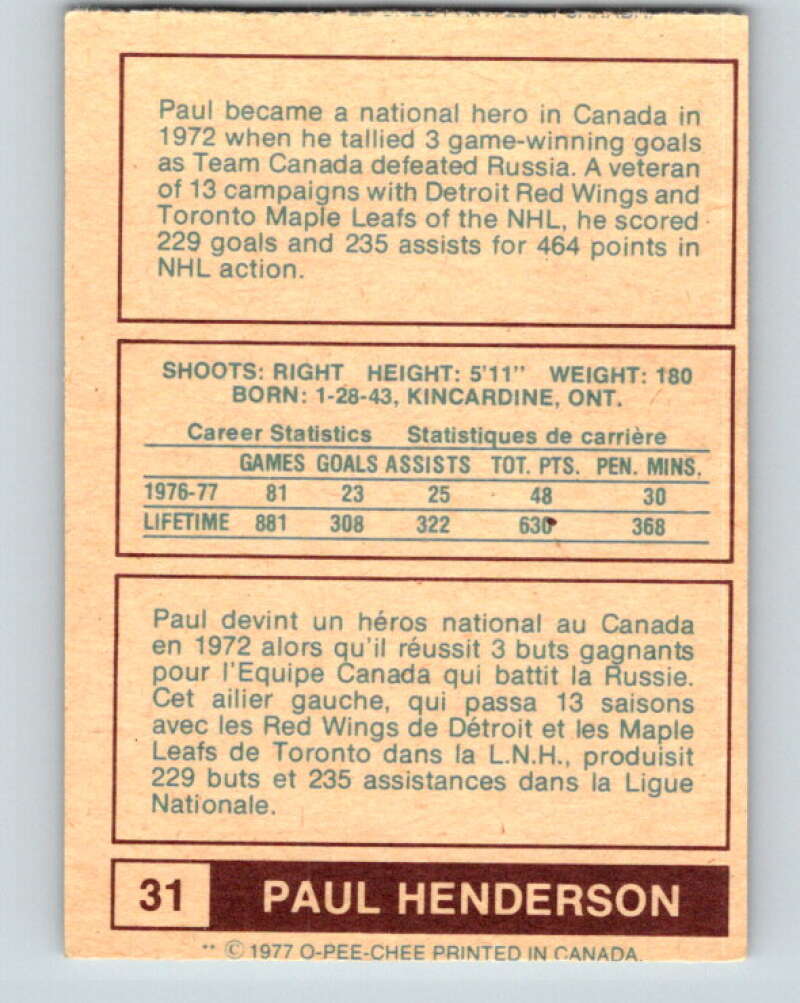 Paul became a national hero in Canada in
1972 when he tallied 3 game-winning goals
as Team Canada defeated Russia. A veteran
of 13 campaigns with Detroit Red Wings and
Toronto Maple Leafs of the NHL, he scored
229 goals and 235 assists for 464 points in
NHL action.
SHOOTS: RIGHT HEIGHT: 5'11" WEIGHT: 180
BORN: 1-28-43, KINCARDINE, ONT.
Career Statistics Statistiques de carrière
GAMES GOALS ASSISTS TOT. PTS. PEN. MINS.
1976-77 81 23 25 48 30
LIFETIME 881 308 322 630 368
Paul devint un héros national au Canada
en 1972 alors qu'il réussit 3 buts gagnants
pour l'Equipe Canada qui battit la Russie.
Cet ailier gauche, qui passa 13 saisons
avec les Red Wings de Détroit et les Maple
Leafs de Toronto dans la L.N.H., produisit
229 buts et 235 assistances dans la Ligue
Nationale.
31 PAUL HENDERSON
** © 1977 O-PEE-CHEE PRINTED IN CANADA.